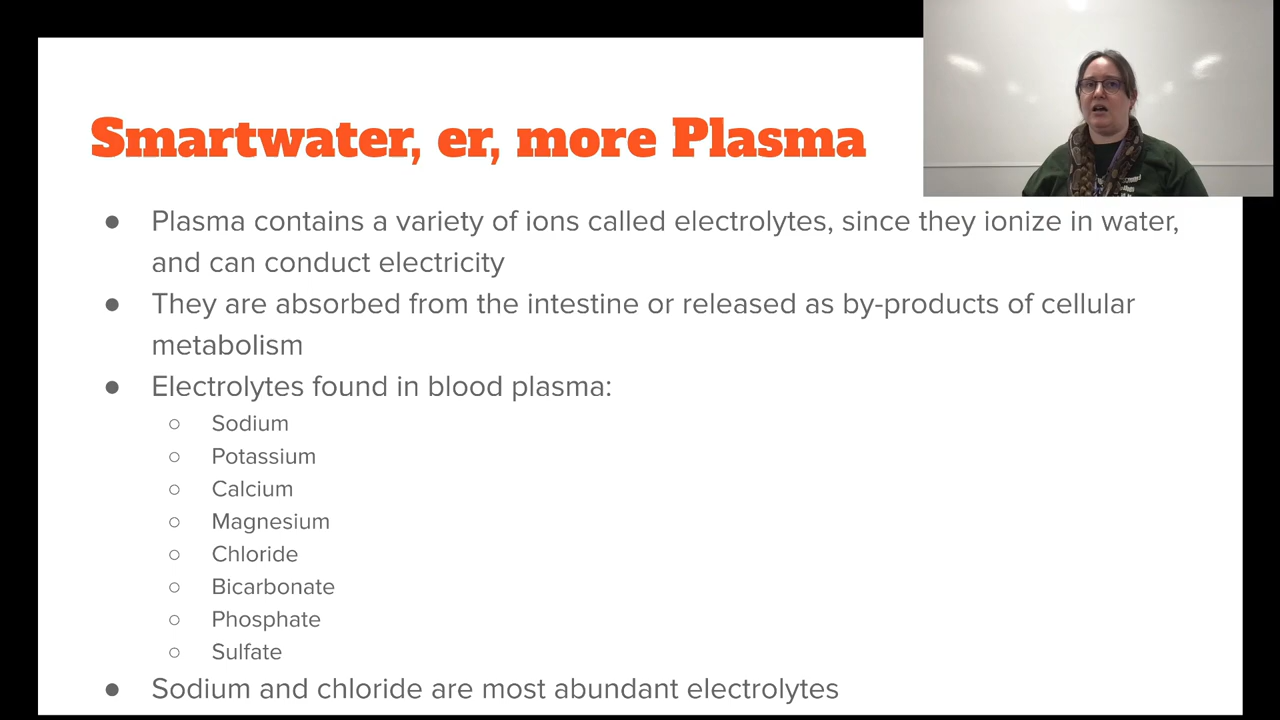 Smartwater, er, more Plasma
● Plasma contains a variety of ions called electrolytes, since they ionize in water,
and can conduct electricity
● They are absorbed from the intestine or released as by-products of cellular
metabolism
● Electrolytes found in blood plasma:
○ Sodium
○ Potassium
○ Calcium
○ Magnesium
○ Chloride
○ Bicarbonate
○ Phosphate
○ Sulfate
● Sodium and chloride are most abundant electrolytes